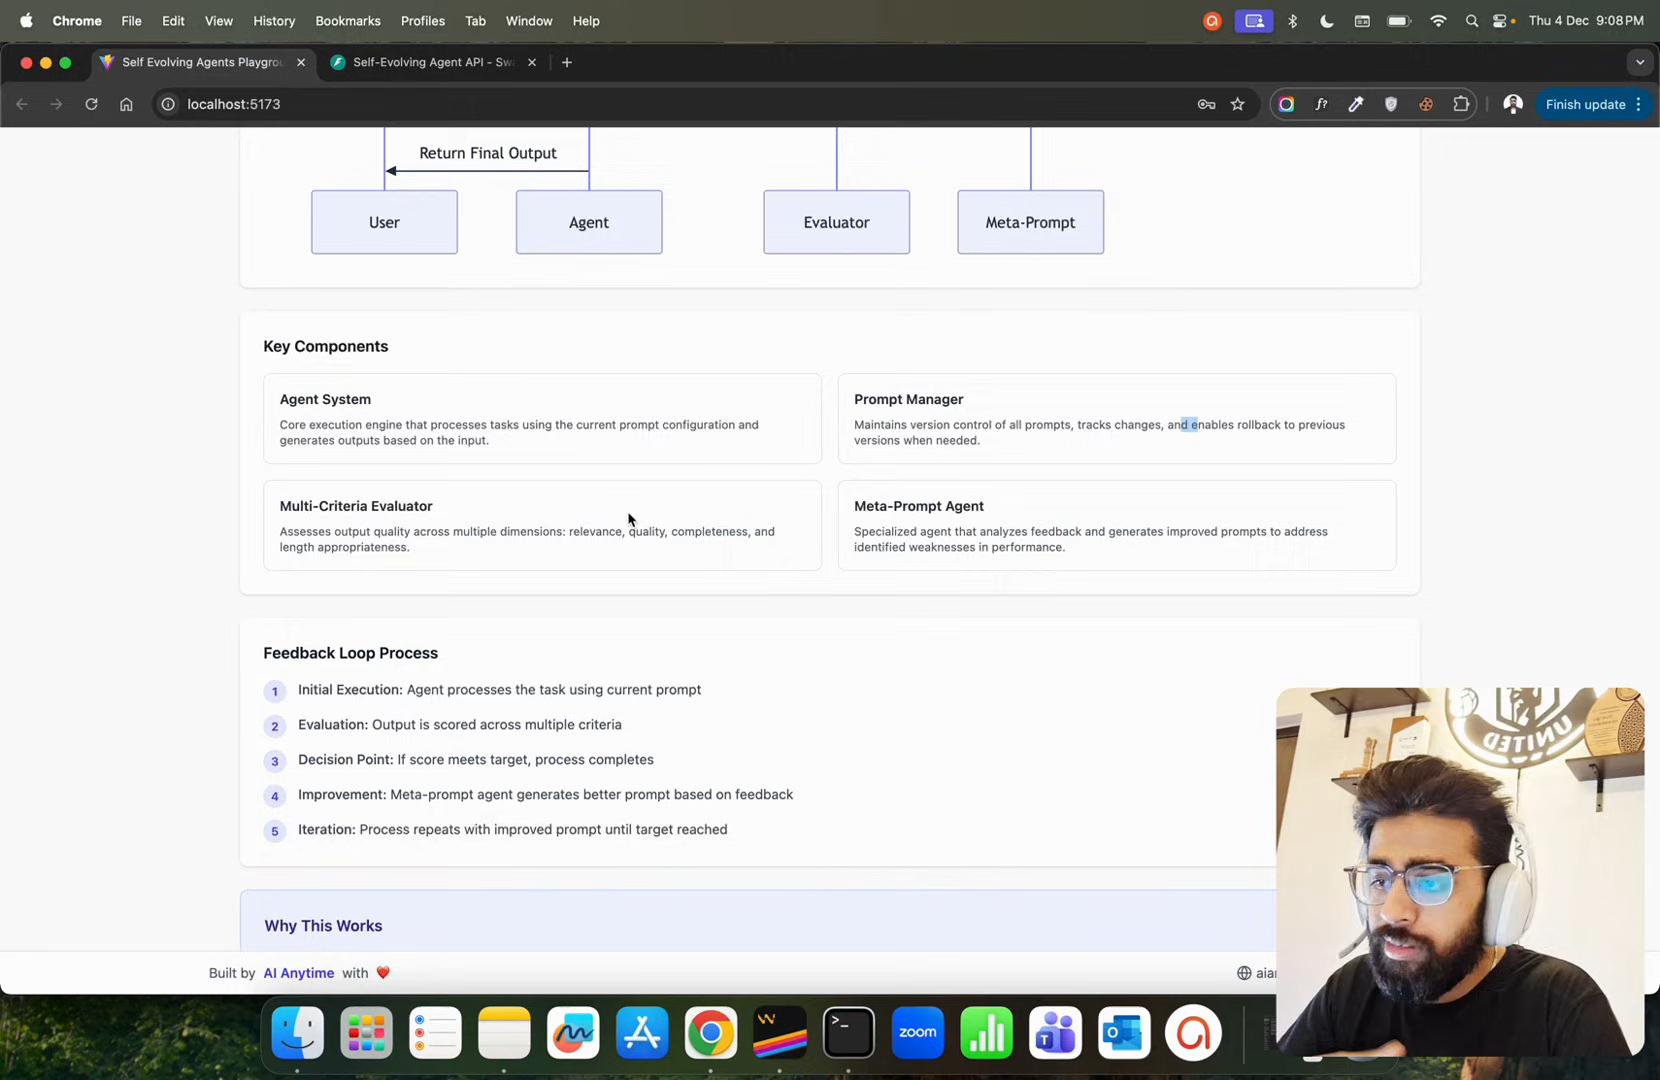 Chrome File Edit View History Bookmarks Profiles Tab Window Help Thu 4 Dec 9:08 PM
Self Evolving Agents Playgrou Self-Evolving Agent API - Swa
localhost:5173 Finish update
Return Final Output
User Agent Evaluator Meta-Prompt
Key Components
Agent System
Core execution engine that processes tasks using the current prompt configuration and
generates outputs based on the input.
Prompt Manager
Maintains version control of all prompts, tracks changes, and enables rollback to previous
versions when needed.
Multi-Criteria Evaluator
Assesses output quality across multiple dimensions: relevance, quality, completeness, and
length appropriateness.
Meta-Prompt Agent
Specialized agent that analyzes feedback and generates improved prompts to address
identified weaknesses in performance.
Feedback Loop Process
1 Initial Execution: Agent processes the task using current prompt
2 Evaluation: Output is scored across multiple criteria
3 Decision Point: If score meets target, process completes
4 Improvement: Meta-prompt agent generates better prompt based on feedback
5 Iteration: Process repeats with improved prompt until target reached
Why This Works
Built by AI Anytime with ❤️
UNITED
zoom